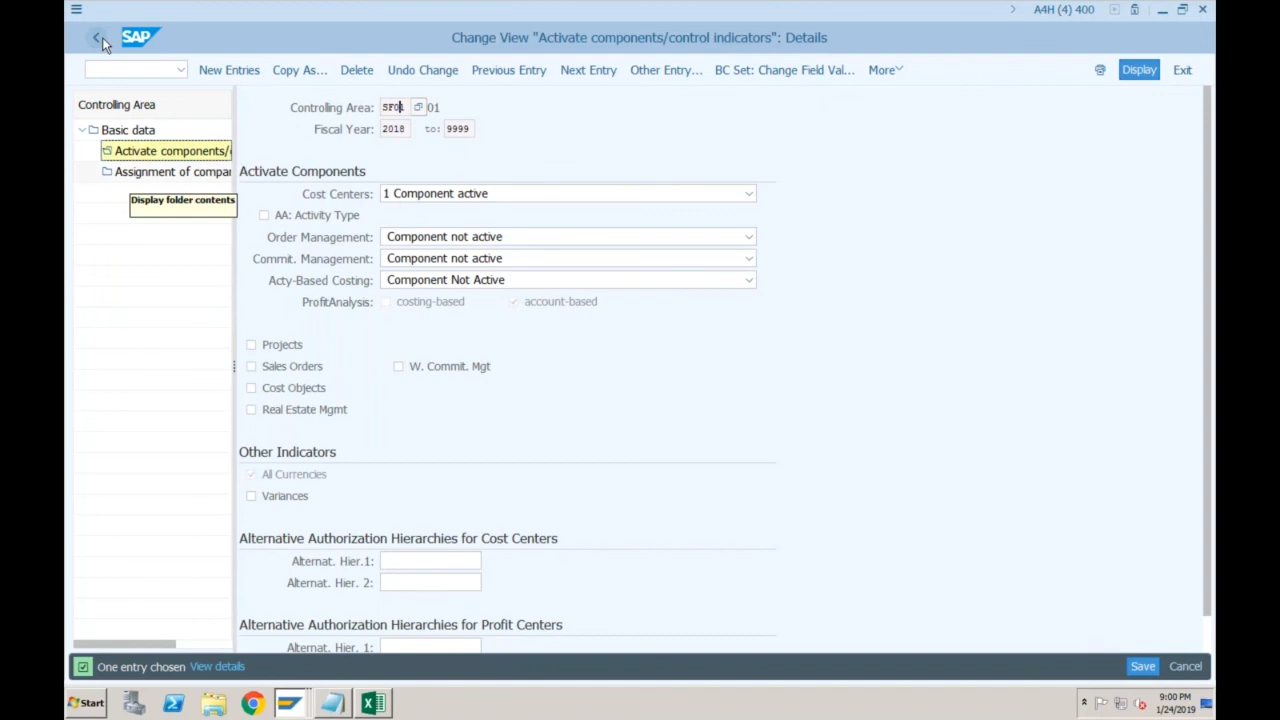 A4H (4) 400
SAP
Change View "Activate components/control indicators": Details
New Entries Copy As... Delete Undo Change Previous Entry Next Entry Other Entry... BC Set: Change Field Val... More Display Exit
Controling Area
Basic data
Activate components/
Assignment of compar
Display folder contents
Controling Area: SF01 01
Fiscal Year: 2018 to: 9999
Activate Components
Cost Centers: 1 Component active
AA: Activity Type
Order Management: Component not active
Commit. Management: Component not active
Acty-Based Costing: Component Not Active
ProfitAnalysis: costing-based account-based
Projects
Sales Orders W. Commit. Mgt
Cost Objects
Real Estate Mgmt
Other Indicators
All Currencies
Variances
Alternative Authorization Hierarchies for Cost Centers
Alternat. Hier.1:
Alternat. Hier. 2:
Alternative Authorization Hierarchies for Profit Centers
Alternat. Hier. 1:
One entry chosen View details Save Cancel
Start
9:00 PM
1/24/2019